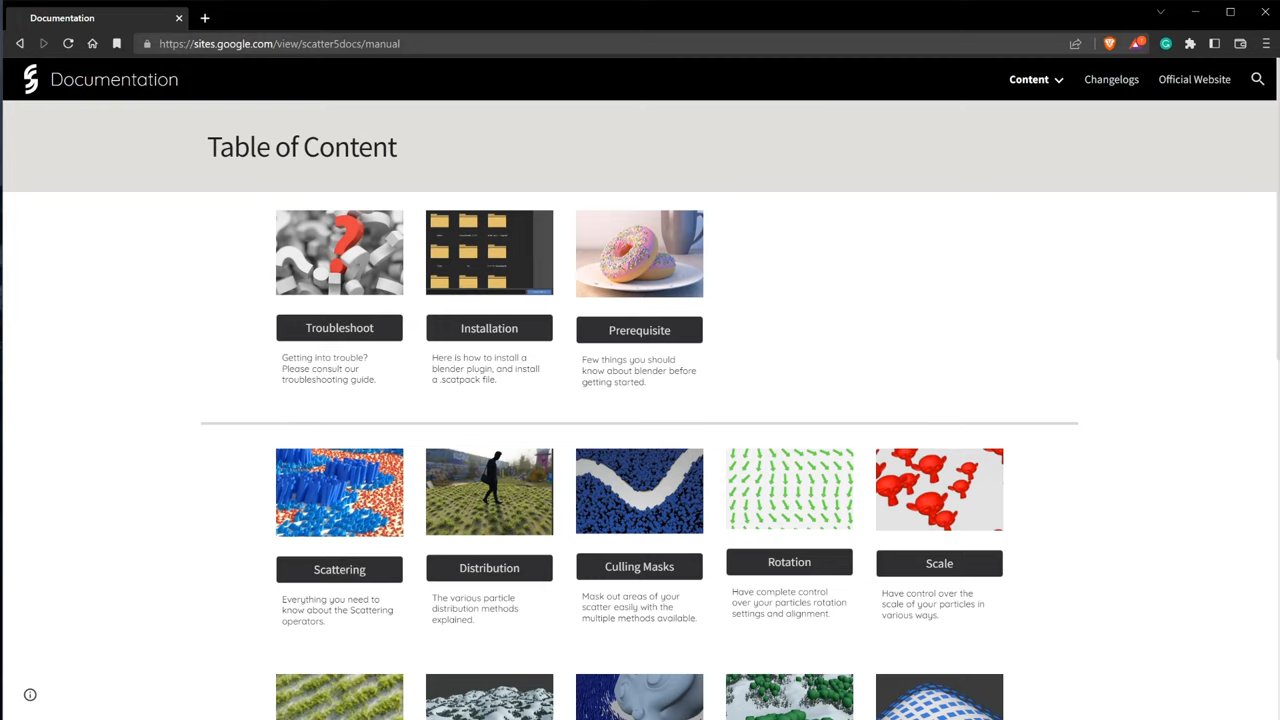 Documentation
https://sites.google.com/view/scatter5docs/manual
Documentation
Content
Changelogs
Official Website
Table of Content
Troubleshoot
Getting into trouble?
Please consult our
troubleshooting guide.
Installation
Here is how to install a
blender plugin, and install
a .scatpack file.
Prerequisite
Few things you should
know about blender before
getting started.
Scattering
Everything you need to
know about the Scattering
operators.
Distribution
The various particle
distribution methods
explained.
Culling Masks
Mask out areas of your
scatter easily with the
multiple methods available.
Rotation
Have complete control
over your particles rotation
settings and alignment.
Scale
Have control over the
scale of your particles in
various ways.